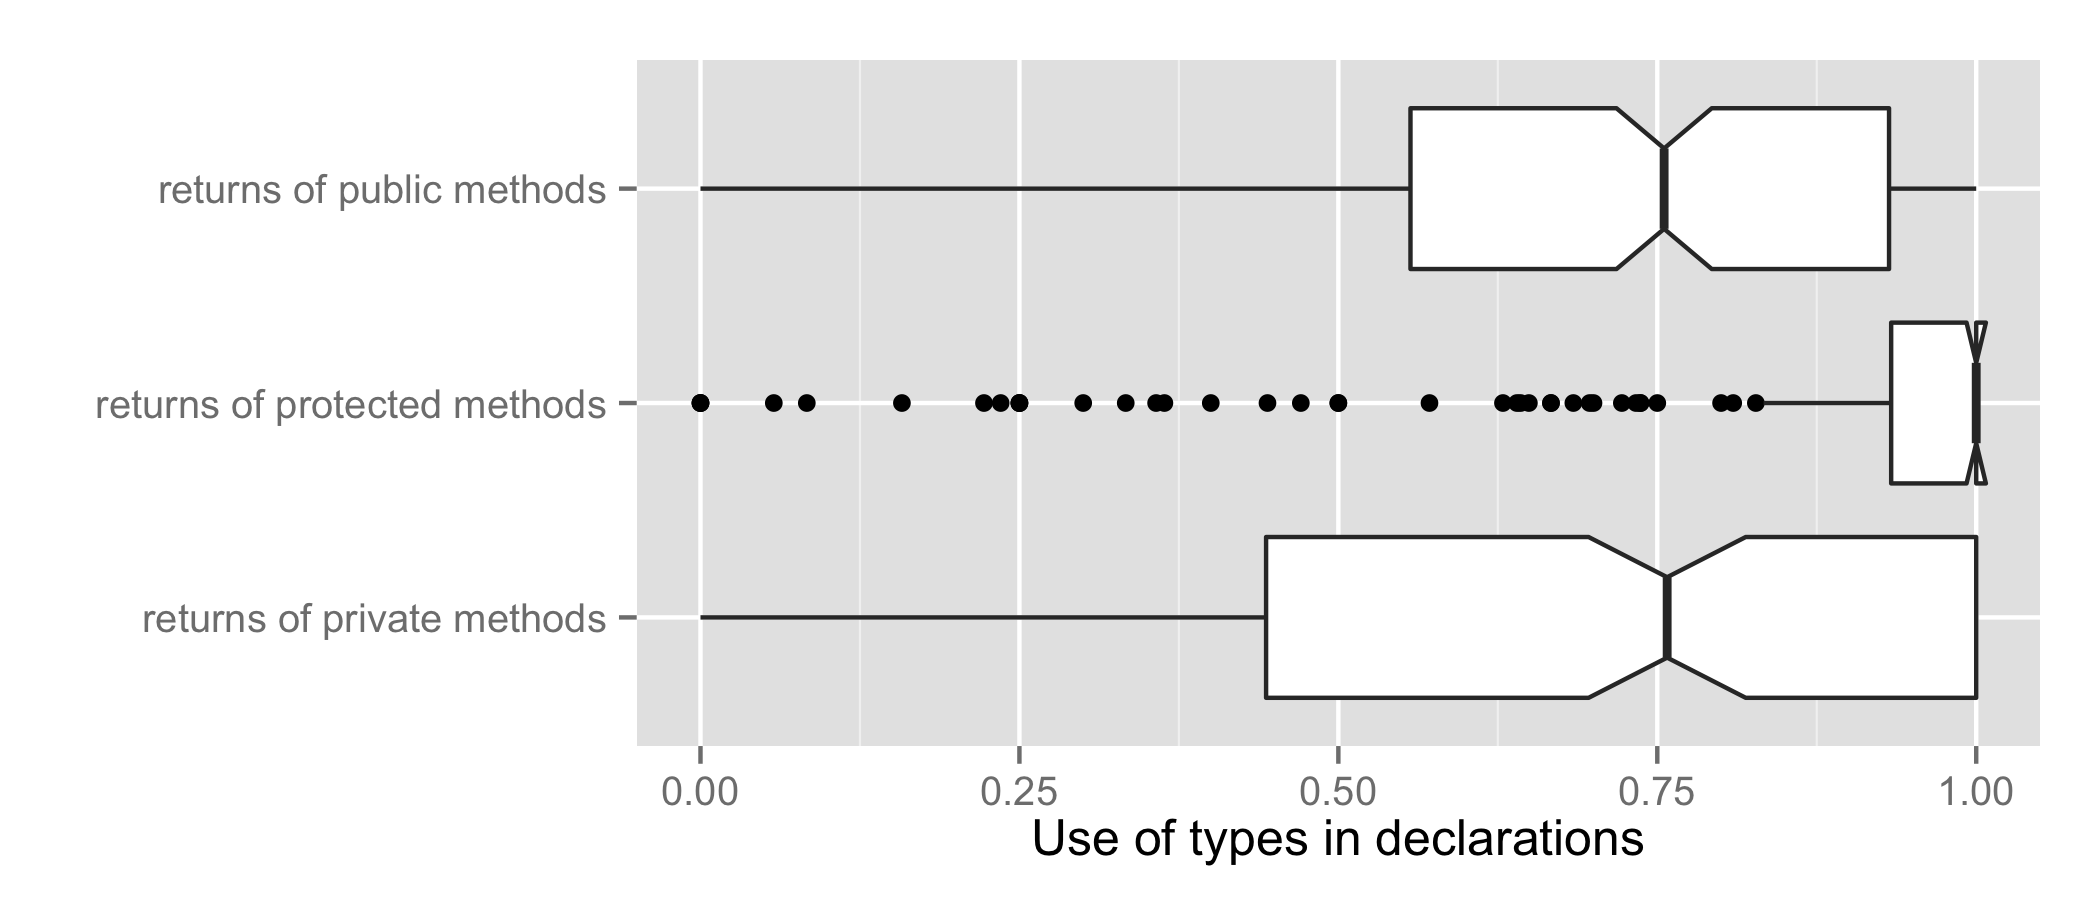 returns of public methods
returns of protected methods
returns of private methods
0.00 0.25 0.50 0.75 1.00
Use of types in declarations